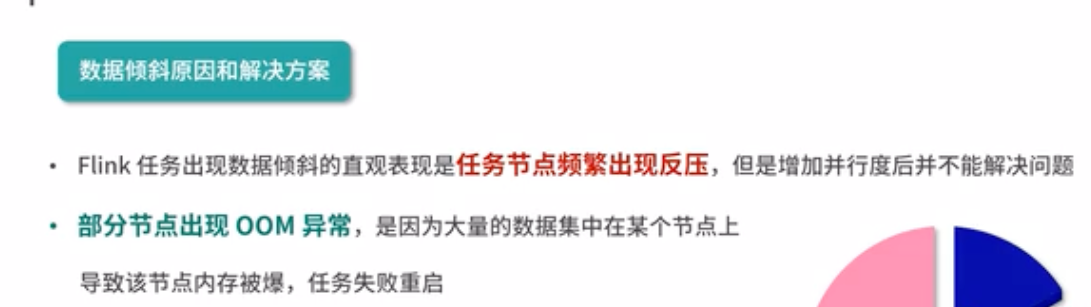 数据倾斜原因和解决方案
• Flink 任务出现数据倾斜的直观表现是任务节点频繁出现反压，但是增加并行度后并不能解决问题
• 部分节点出现 OOM 异常，是因为大量的数据集中在某个节点上
导致该节点内存被爆，任务失败重启